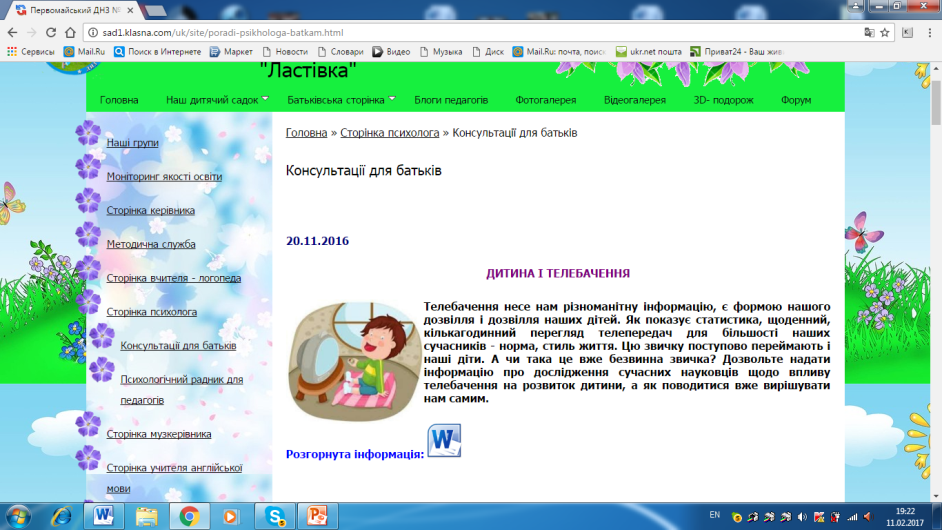 Первомайський ДНЗ №
sad1.klasna.com/uk/site/poradi-psikhologa-batkam.html
Сервисы Mail.Ru Поиск в Интернете Маркет Новости Словари Видео Музыка Диск Mail.Ru: почта, поиск ukr.net пошта Приват24 - Ваш жив
"Ластівка"
Головна Наш дитячий садок Батьківська сторінка Блоги педагогів Фотогалерея Відеогалерея 3D- подорож Форум
Головна » Сторінка психолога » Консультації для батьків
Наші групи
Моніторинг якості освіти
Сторінка керівника
Методична служба
Сторінка вчителя - логопеда
Сторінка психолога
Консультації для батьків
Психологічний радник для
педагогів
Сторінка музкерівника
Сторінка учителя англійської
мови
Консультації для батьків
20.11.2016
ДИТИНА І ТЕЛЕБАЧЕННЯ
Телебачення несе нам різноманітну інформацію, є формою нашого
дозвілля і дозвілля наших дітей. Як показує статистика, щоденний,
кількагодинний перегляд телепередач для більшості наших
сучасників - норма, стиль життя. Цю звичку поступово переймають і
наші діти. А чи така це вже безвинна звичка? Дозвольте надати
інформацію про дослідження сучасних науковців щодо впливу
телебачення на розвиток дитини, а як поводитися вже вирішувати
нам самим.
Розгорнута інформація: W
EN 19:22
11.02.2017